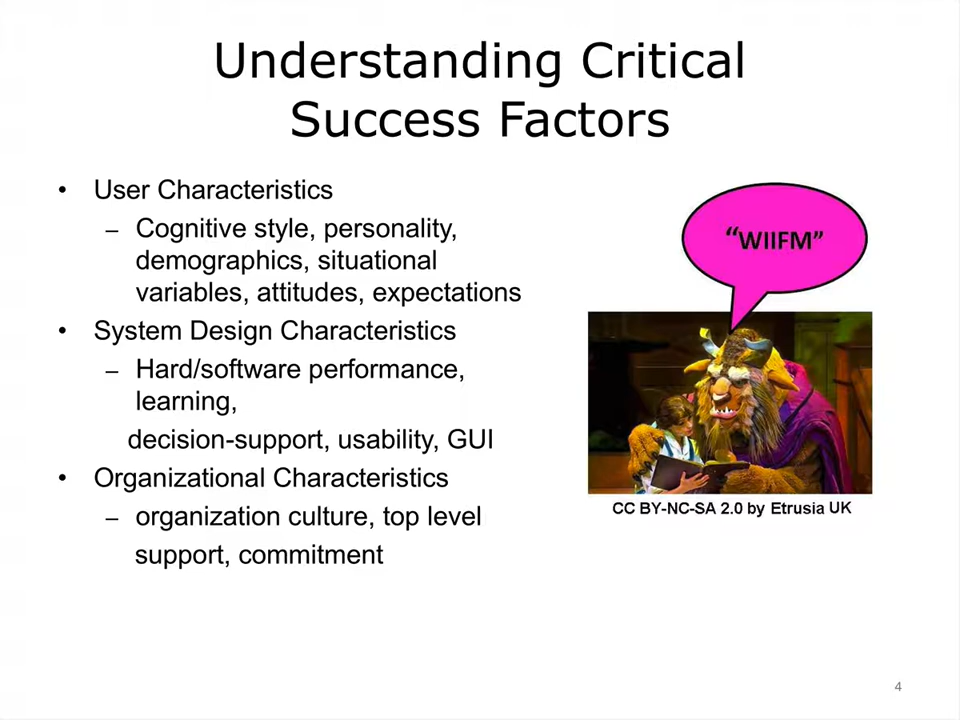 Understanding Critical
Success Factors
• User Characteristics
– Cognitive style, personality,
demographics, situational
variables, attitudes, expectations
• System Design Characteristics
– Hard/software performance,
learning,
decision-support, usability, GUI
• Organizational Characteristics
– organization culture, top level
support, commitment
“WIIFM”
CC BY-NC-SA 2.0 by Etrusia UK
4